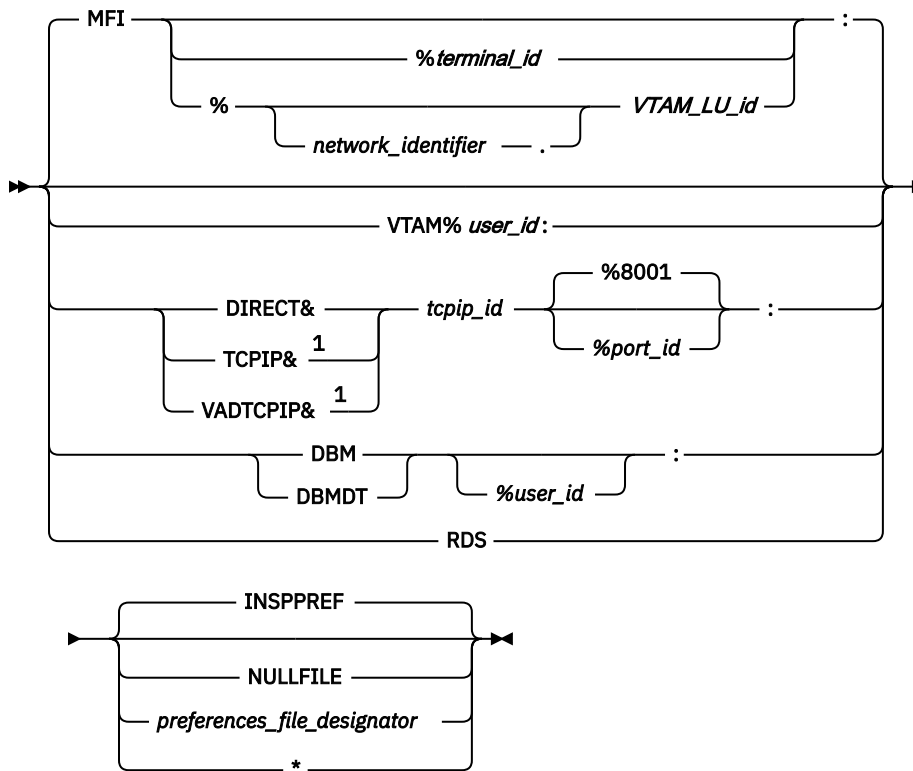 MFI :
%terminal_id
% VTAM_LU_id
network_identifier .
VTAM% user_id :
%8001
DIRECT& tcpip_id :
TCPIP& 1
%port_id
VADTCPIP& 1
DBM :
DBMDT %user_id
RDS
INSPPREF
NULLFILE
preferences_file_designator
*